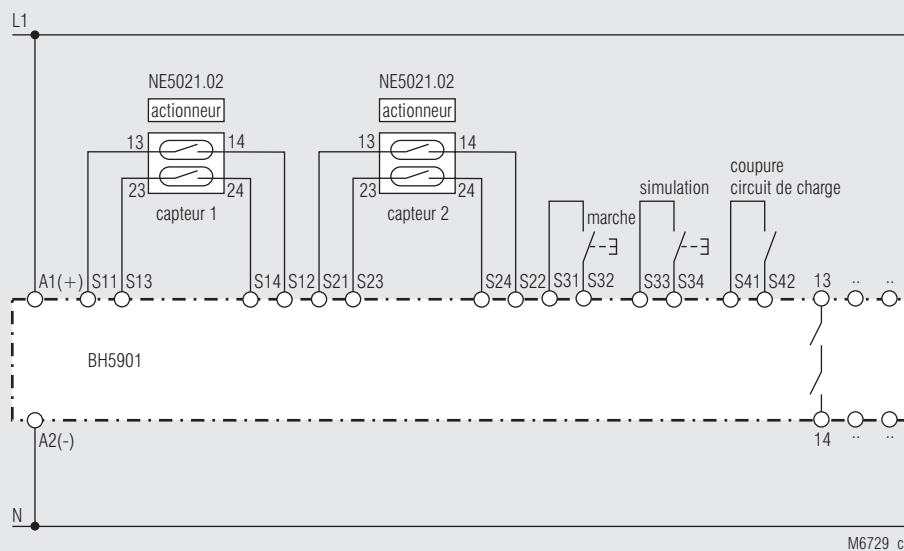 L1
NE5021.02
NE5021.02
actionneur
actionneur
13
14
13
14
23
24
23
24
capteur 1
capteur 2
coupure
circuit de charge
simulation
marche
A1(+)
S11
S13
S14
S12
S21
S23
S24
S22
S31
S32
S33
S34
S41
S42
13
..
..
BH5901
A2(-)
14
..
..
N
M6729_c